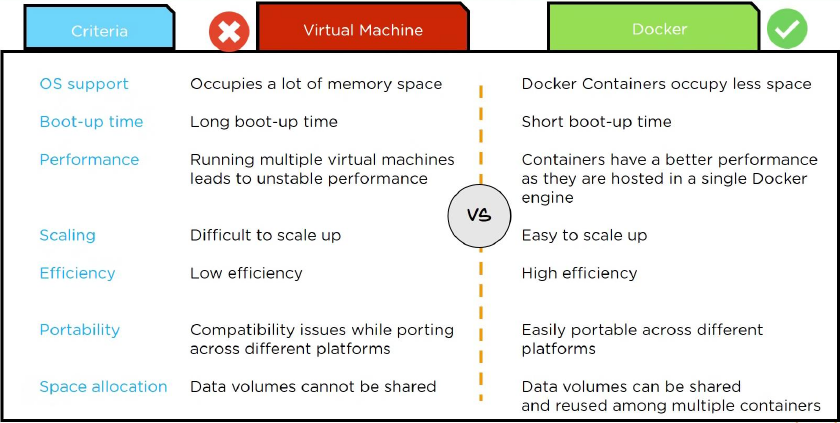 Criteria
Virtual Machine
Docker
OS support
Occupies a lot of memory space
Docker Containers occupy less space
Boot-up time
Long boot-up time
Short boot-up time
Performance
Running multiple virtual machines
leads to unstable performance
Containers have a better performance
as they are hosted in a single Docker
engine
VS
Scaling
Difficult to scale up
Easy to scale up
Efficiency
Low efficiency
High efficiency
Portability
Compatibility issues while porting
across different platforms
Easily portable across different
platforms
Space allocation
Data volumes cannot be shared
Data volumes can be shared
and reused among multiple containers